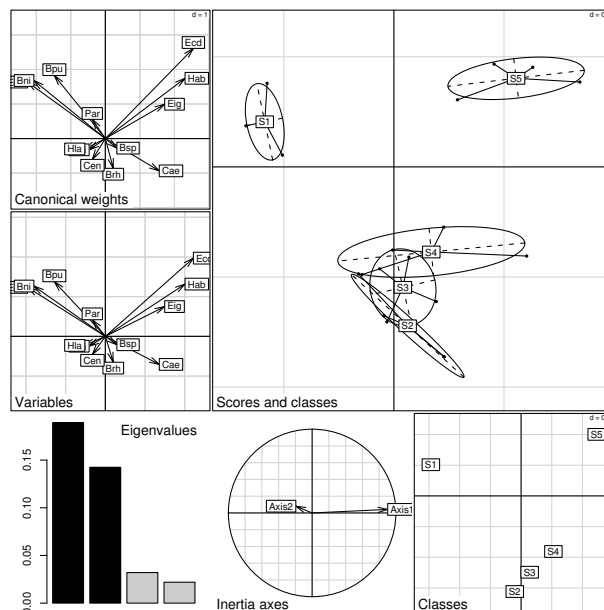 d = 1
Ecd
Bpu
Bni
Hab
Eig
Par
Bsp
Hla
Cen
Brh
Cae
Canonical weights
Ecd
Bpu
Bni
Hab
Eig
Par
Bsp
Hla
Cen
Brh
Cae
Variables
S5
S1
S4
S3
S2
Scores and classes
Eigenvalues
0.00
0.05
0.10
0.15
Axis2
Axis1
Inertia axes
S5
S1
S4
S3
S2
Classes